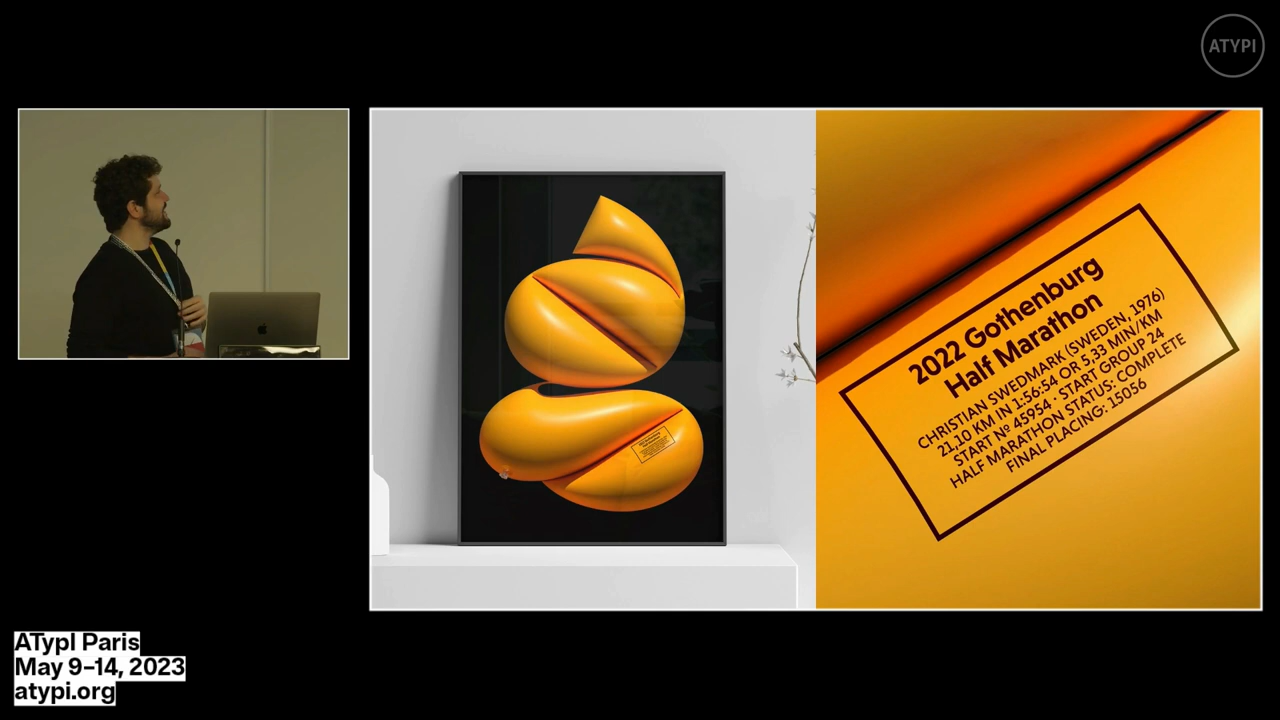 ATYPI
2022 Gothenburg
Half Marathon
CHRISTIAN SWEDMARK (SWEDEN, 1976)
21,10 KM IN 1:56:54 OR 5,33 MIN/KM
START Nº 45954 · START GROUP 24
HALF MARATHON STATUS: COMPLETE
FINAL PLACING: 15056
ATypI Paris
May 9–14, 2023
atypi.org